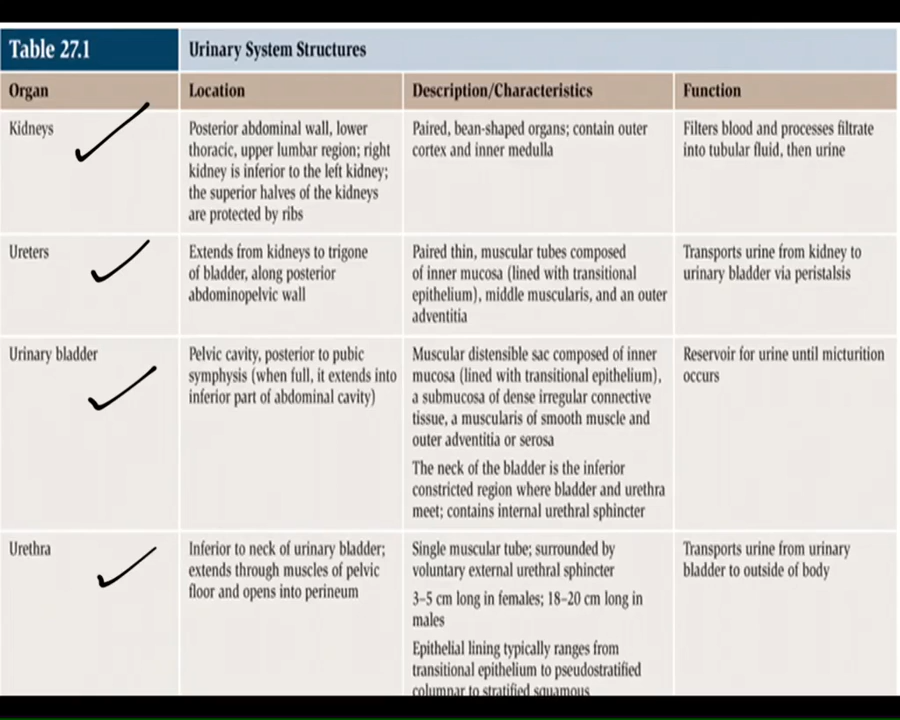 Table 27.1
Urinary System Structures
Organ
Location
Description/Characteristics
Function
Kidneys
Posterior abdominal wall, lower
thoracic, upper lumbar region; right
kidney is inferior to the left kidney;
the superior halves of the kidneys
are protected by ribs
Paired, bean-shaped organs; contain outer
cortex and inner medulla
Filters blood and processes filtrate
into tubular fluid, then urine
Ureters
Extends from kidneys to trigone
of bladder, along posterior
abdominopelvic wall
Paired thin, muscular tubes composed
of inner mucosa (lined with transitional
epithelium), middle muscularis, and an outer
adventitia
Transports urine from kidney to
urinary bladder via peristalsis
Urinary bladder
Pelvic cavity, posterior to pubic
symphysis (when full, it extends into
inferior part of abdominal cavity)
Muscular distensible sac composed of inner
mucosa (lined with transitional epithelium),
a submucosa of dense irregular connective
tissue, a muscularis of smooth muscle and
outer adventitia or serosa
The neck of the bladder is the inferior
constricted region where bladder and urethra
meet; contains internal urethral sphincter
Reservoir for urine until micturition
occurs
Urethra
Inferior to neck of urinary bladder;
extends through muscles of pelvic
floor and opens into perineum
Single muscular tube; surrounded by
voluntary external urethral sphincter
3–5 cm long in females; 18–20 cm long in
males
Epithelial lining typically ranges from
transitional epithelium to pseudostratified
columnar to stratified squamous
Transports urine from urinary
bladder to outside of body